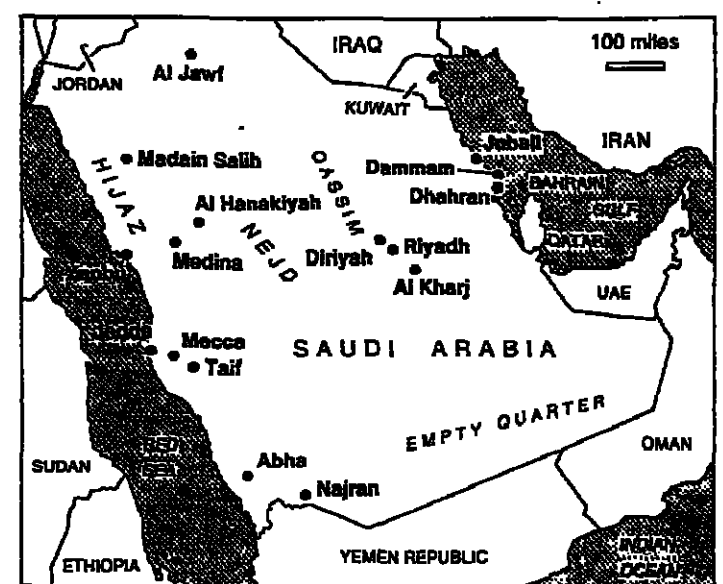 IRAQ
100 miles
JORDAN
Al Jawf
KUWAIT
Jobail
IRAN
HIJAZ
Madain Salih
QASSIM
Dammam
BAHRAIN
Dhahran
GULF
Al Hanakiyah
NEJD
Diriyah
Riyadh
QATAR
Medina
Al Kharj
UAE
Jedda
Mecca
Taif
SAUDI ARABIA
EMPTY QUARTER
RED
SEA
OMAN
SUDAN
Abha
Najran
ETHIOPIA
YEMEN REPUBLIC
INDIAN
OCEAN